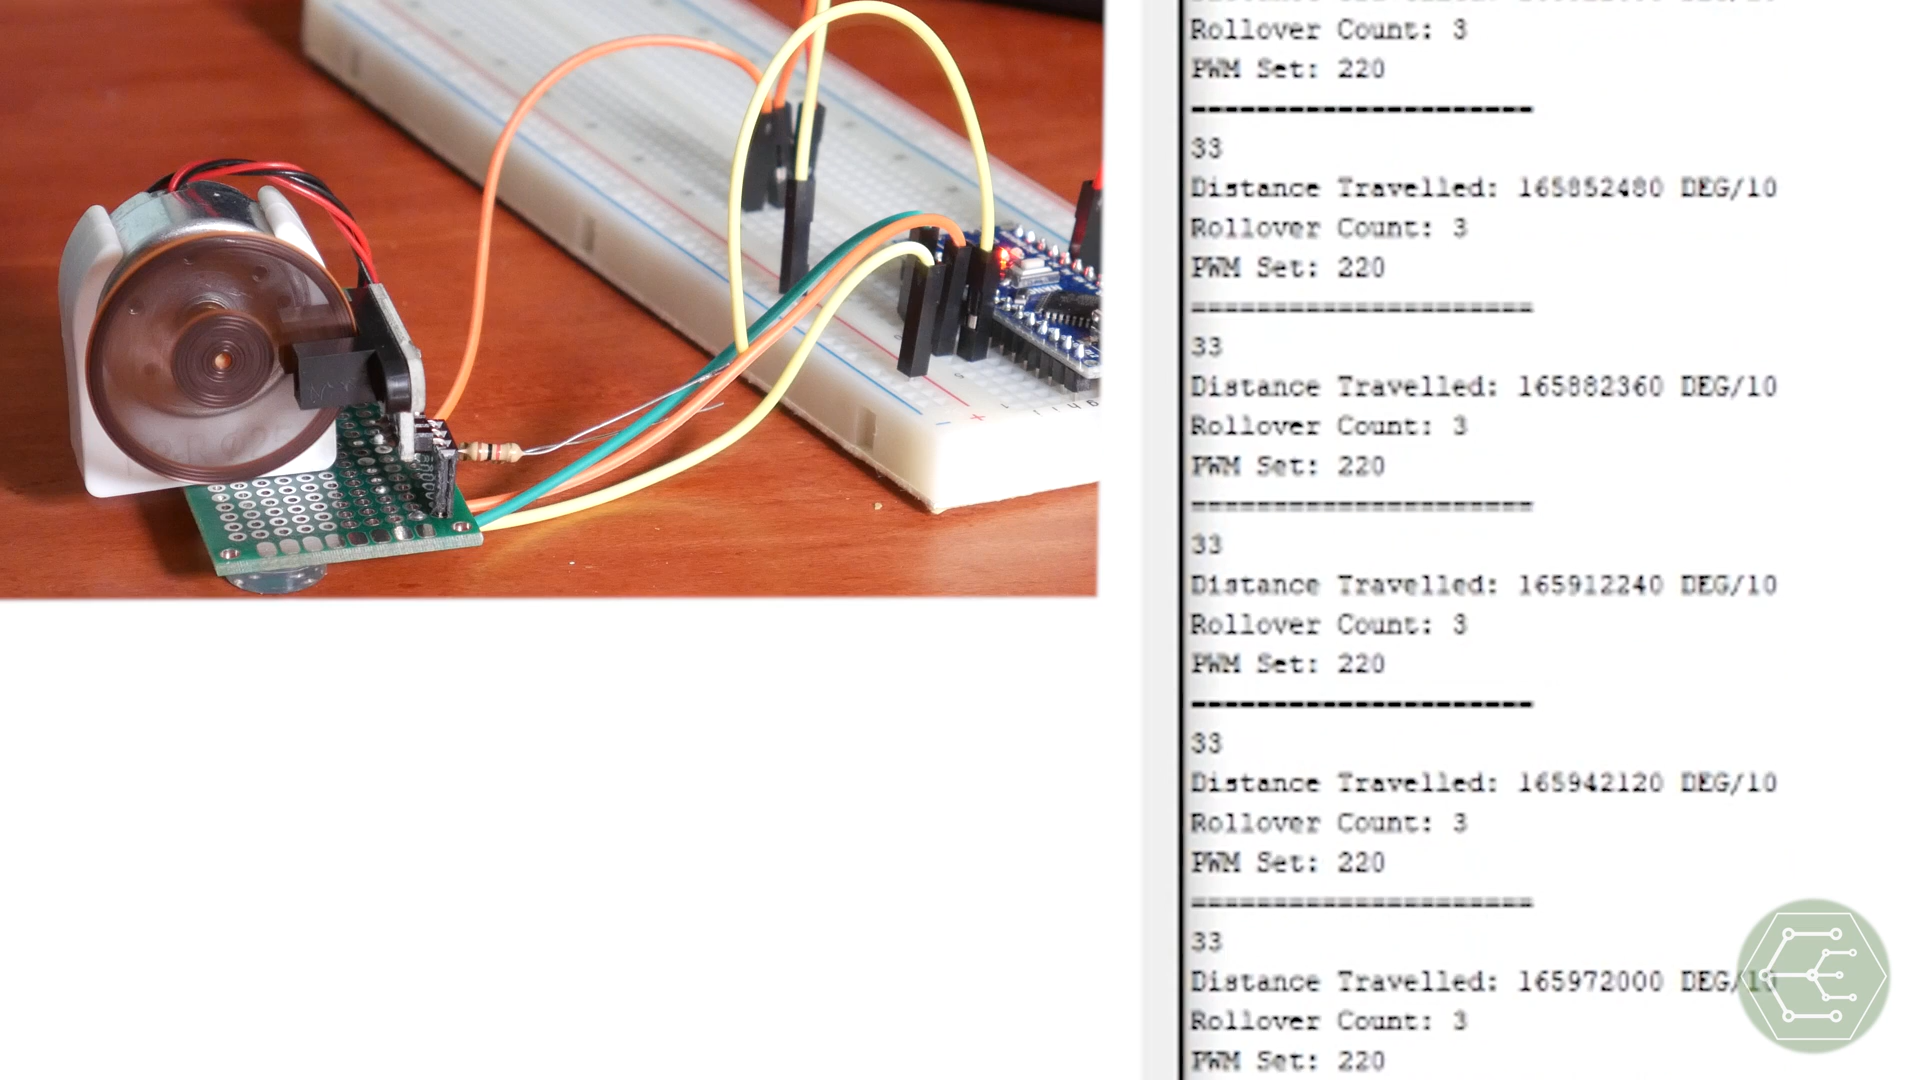 Rollover Count: 3
PWM Set: 220
---------------------
33
Distance Travelled: 165852480 DEG/10
Rollover Count: 3
PWM Set: 220
---------------------
33
Distance Travelled: 165882360 DEG/10
Rollover Count: 3
PWM Set: 220
---------------------
33
Distance Travelled: 165912240 DEG/10
Rollover Count: 3
PWM Set: 220
---------------------
33
Distance Travelled: 165942120 DEG/10
Rollover Count: 3
PWM Set: 220
---------------------
33
Distance Travelled: 165972000 DEG/10
Rollover Count: 3
PWM Set: 220